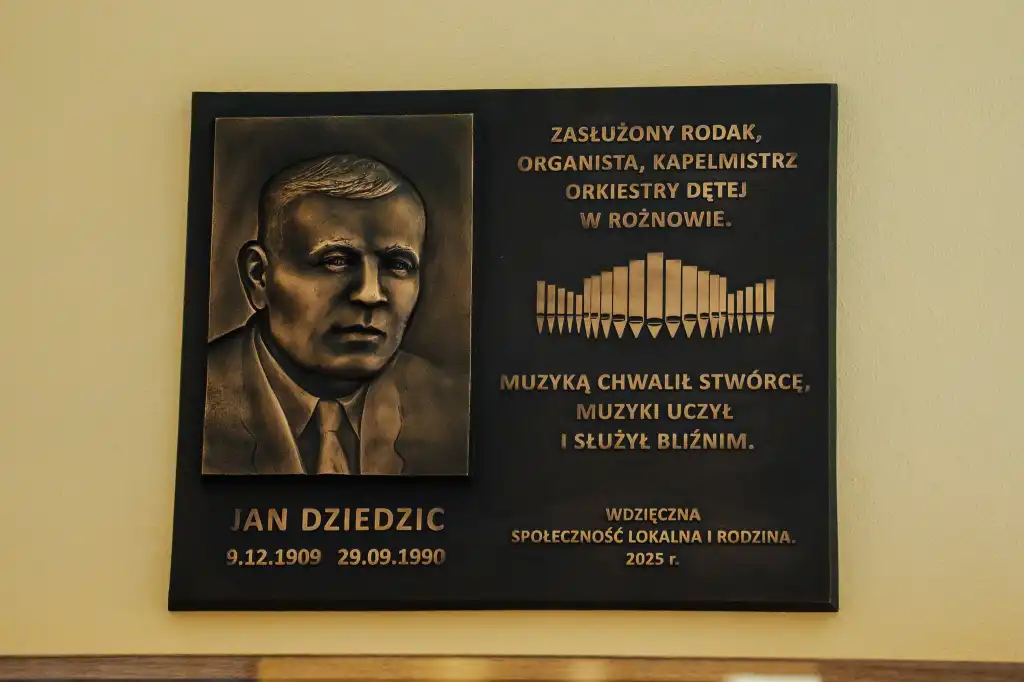 JAN DZIEDZIC
9.12.1909 29.09.1990
ZASŁUŻONY RODAK,
ORGANISTA, KAPELMISTRZ
ORKIESTRY DĘTEJ
W ROŻNOWIE.
MUZYKĄ CHWALIŁ STWÓRCĘ,
MUZYKI UCZYŁ
I SŁUŻYŁ BLIŹNIM.
WDZIĘCZNA
SPOŁECZNOŚĆ LOKALNA I RODZINA.
2025 r.